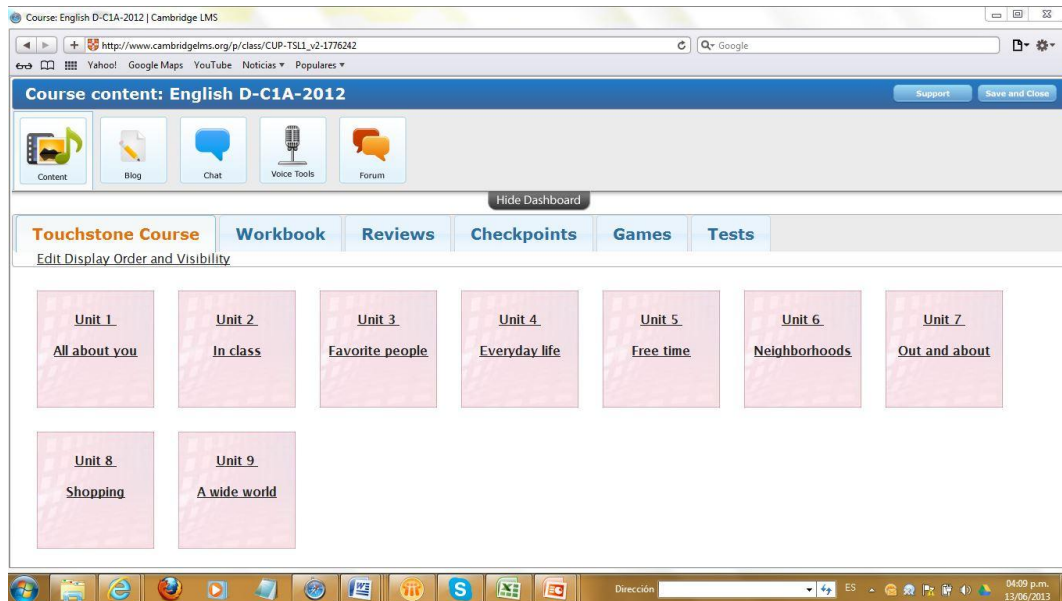 Course: English D-C1A-2012 | Cambridge LMS
http://www.cambridgelms.org/p/class/CUP-TSL1_v2-1776242
Google
Yahoo! Google Maps YouTube Noticias Populares
Course content: English D-C1A-2012
Support
Save and Close
Content
Blog
Chat
Voice Tools
Forum
Hide Dashboard
Touchstone Course
Workbook
Reviews
Checkpoints
Games
Tests
Edit Display Order and Visibility
Unit 1
All about you
Unit 2
In class
Unit 3
Favorite people
Unit 4
Everyday life
Unit 5
Free time
Unit 6
Neighborhoods
Unit 7
Out and about
Unit 8
Shopping
Unit 9
A wide world
Dirección
ES
04:09 p.m.
13/06/2013